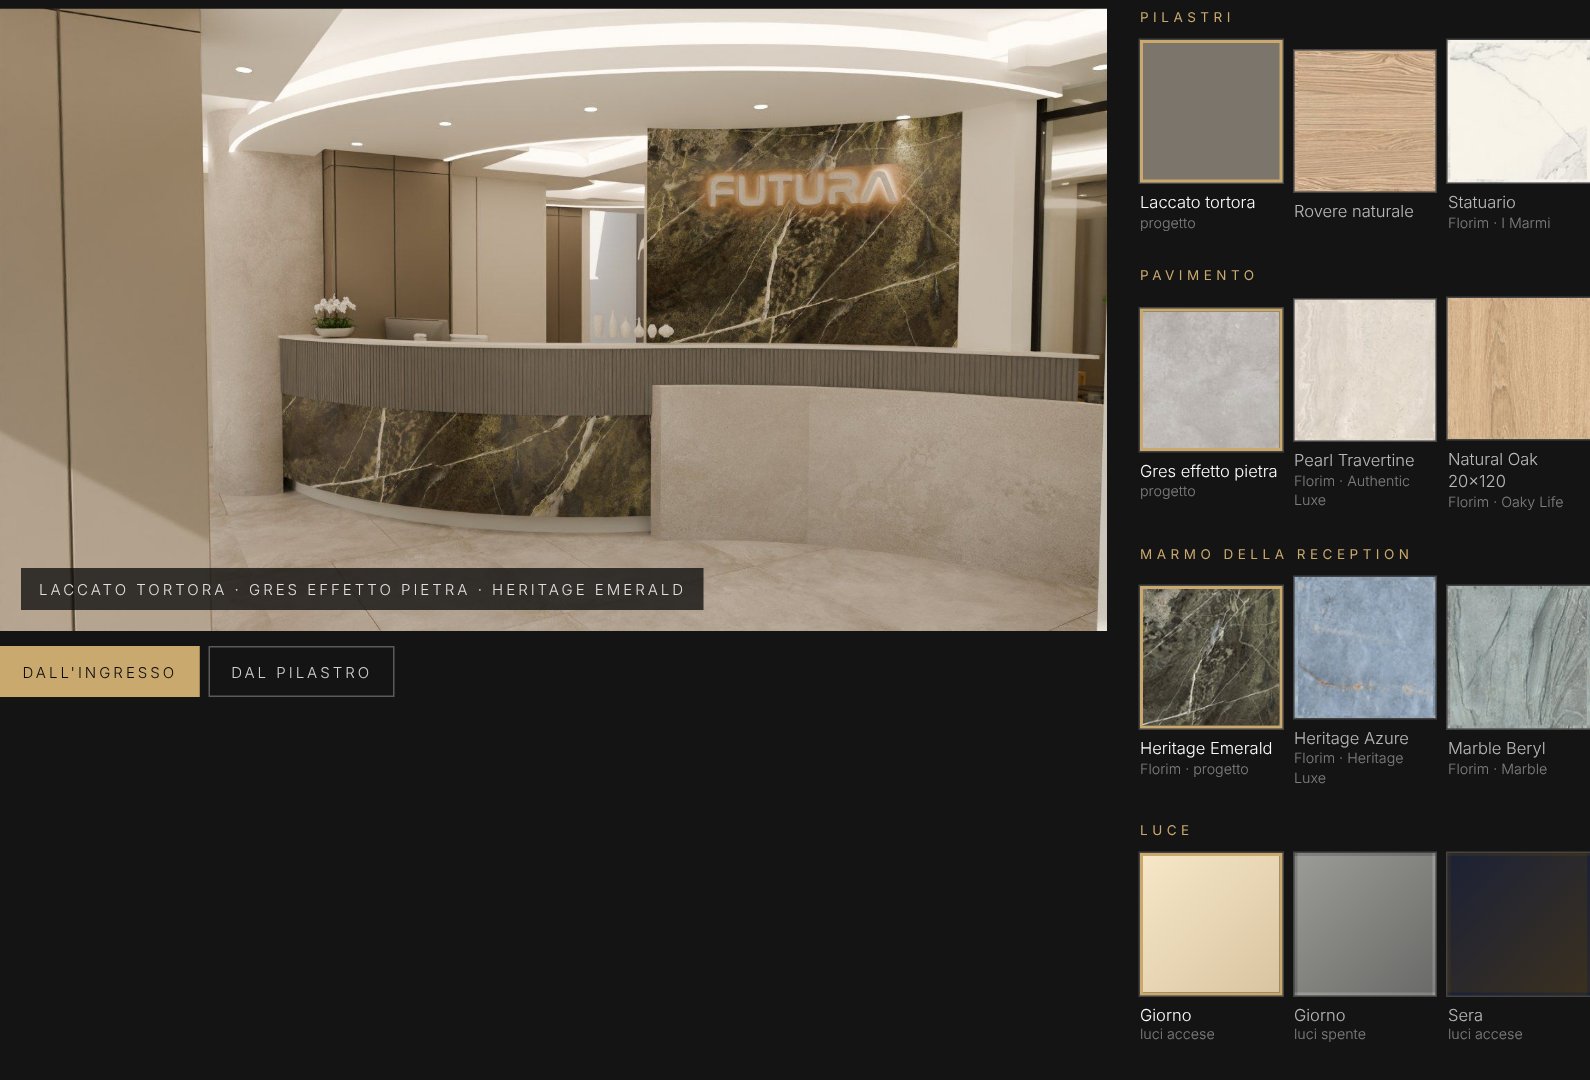 FUTURA
LACCATO TORTORA · GRES EFFETTO PIETRA · HERITAGE EMERALD
DALL'INGRESSO
DAL PILASTRO
PILASTRI
Laccato tortora
progetto
Rovere naturale
Statuario
Florim · I Marmi
PAVIMENTO
Gres effetto pietra
progetto
Pearl Travertine
Florim · Authentic
Luxe
Natural Oak
20×120
Florim · Oaky Life
MARMO DELLA RECEPTION
Heritage Emerald
Florim · progetto
Heritage Azure
Florim · Heritage
Luxe
Marble Beryl
Florim · Marble
LUCE
Giorno
luci accese
Giorno
luci spente
Sera
luci accese